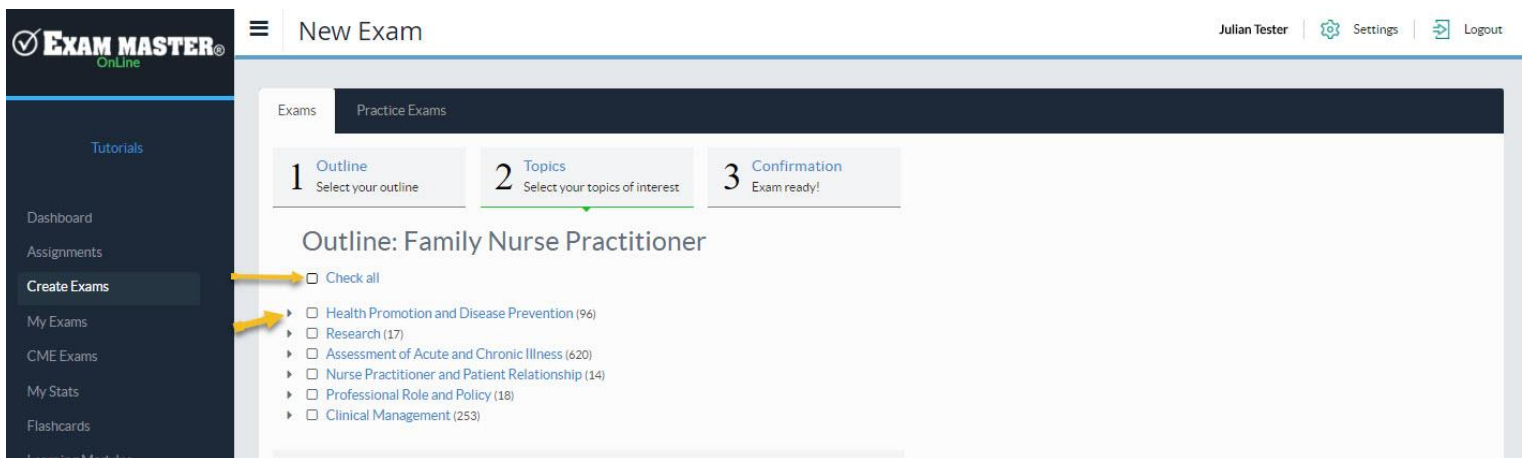 EXAM MASTER®
OnLine
New Exam
Julian Tester
Settings
Logout
Tutorials
Dashboard
Assignments
Create Exams
My Exams
CME Exams
My Stats
Flashcards
Exams
Practice Exams
1 Outline
Select your outline
2 Topics
Select your topics of interest
3 Confirmation
Exam ready!
Outline: Family Nurse Practitioner
Check all
Health Promotion and Disease Prevention (96)
Research (17)
Assessment of Acute and Chronic Illness (620)
Nurse Practitioner and Patient Relationship (14)
Professional Role and Policy (18)
Clinical Management (253)